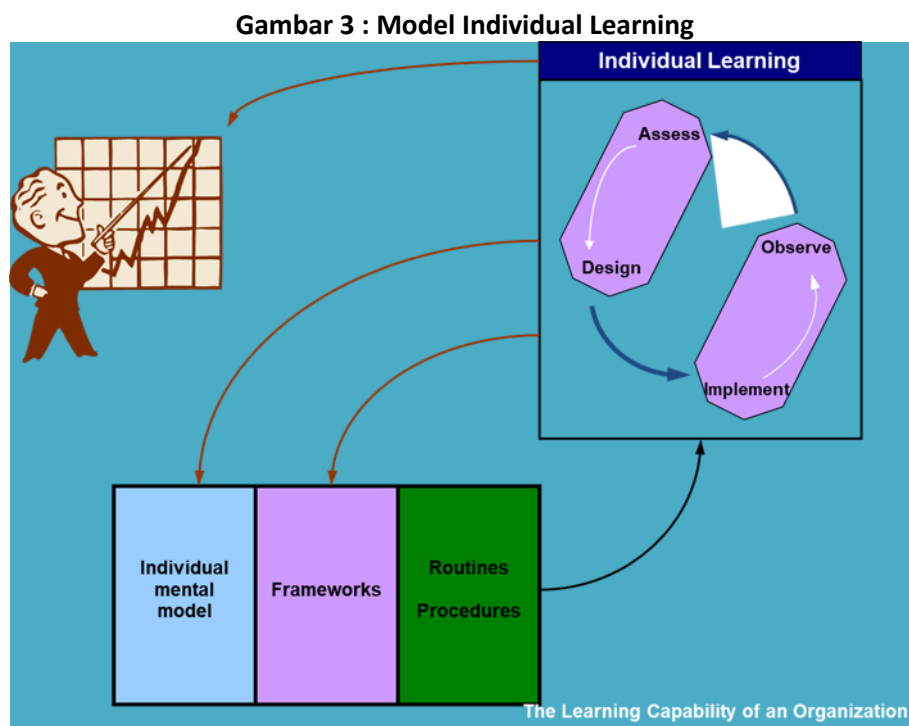 Gambar 3 : Model Individual Learning
Individual Learning
Assess
Design
Observe
Implement
Individual
mental
model
Frameworks
Routines
Procedures
The Learning Capability of an Organization